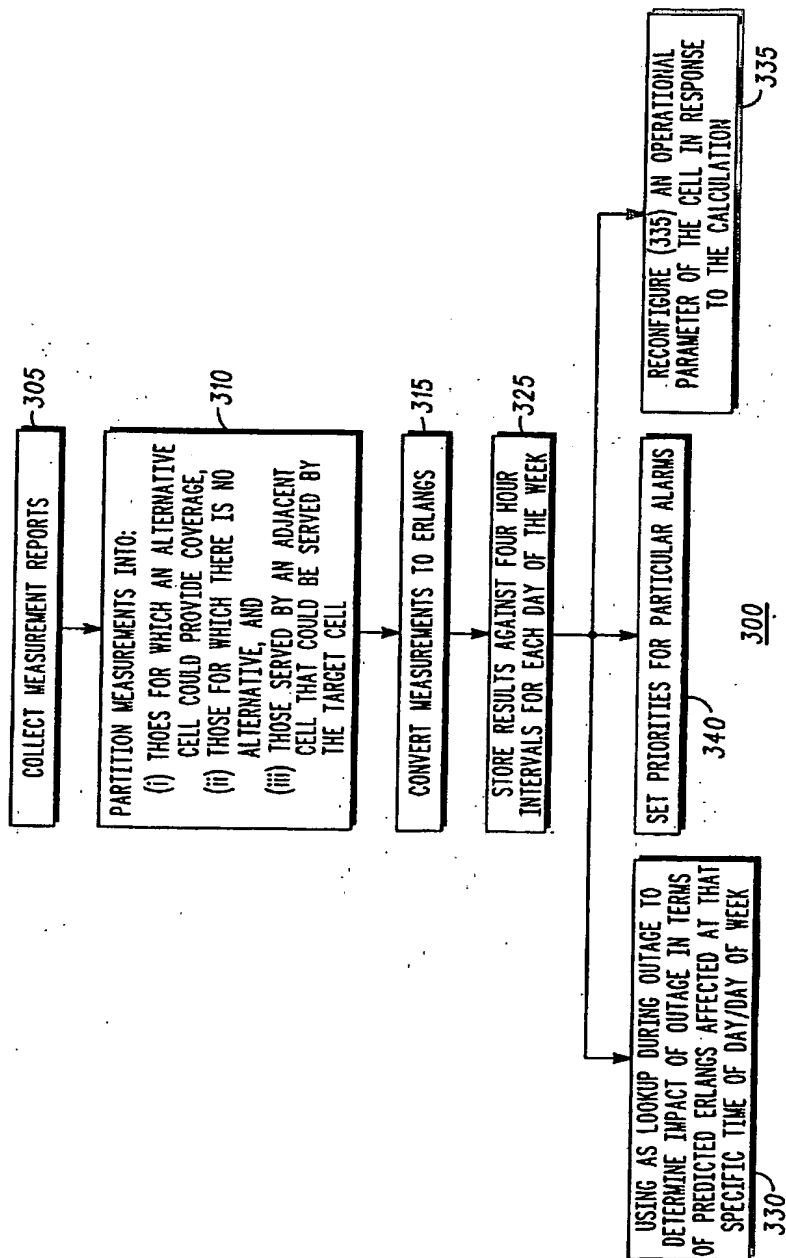 COLLECT MEASUREMENT REPORTS
305
PARTITION MEASUREMENTS INTO:
(i) THOES FOR WHICH AN ALTERNATIVE
CELL COULD PROVIDE COVERAGE,
(ii) THOSE FOR WHICH THERE IS NO
ALTERNATIVE, AND
(iii) THOSE SERVED BY AN ADJACENT
CELL THAT COULD BE SERVED BY
THE TARGET CELL
310
CONVERT MEASUREMENTS TO ERLANGS
315
STORE RESULTS AGAINST FOUR HOUR
INTERVALS FOR EACH DAY OF THE WEEK
325
USING AS LOOKUP DURING OUTAGE TO
DETERMINE IMPACT OF OUTAGE IN TERMS
OF PREDICTED ERLANGS AFFECTED AT THAT
SPECIFIC TIME OF DAY/DAY OF WEEK
330
SET PRIORITIES FOR PARTICULAR ALARMS
340
RECONFIGURE (335) AN OPERATIONAL
PARAMETER OF THE CELL IN RESPONSE
TO THE CALCULATION
335
300